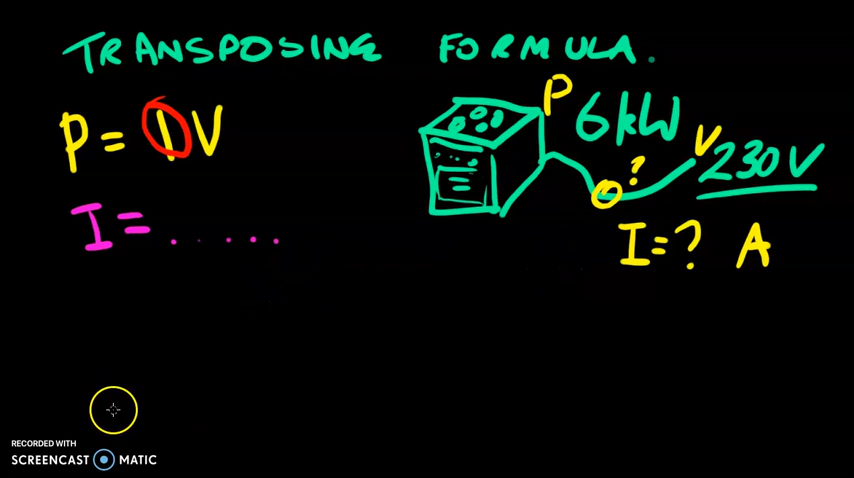 TRANSPOSING FORMULA.
P = IV
I = .....
P 6kW
? V 230V
I = ? A
RECORDED WITH
SCREENCAST MATIC